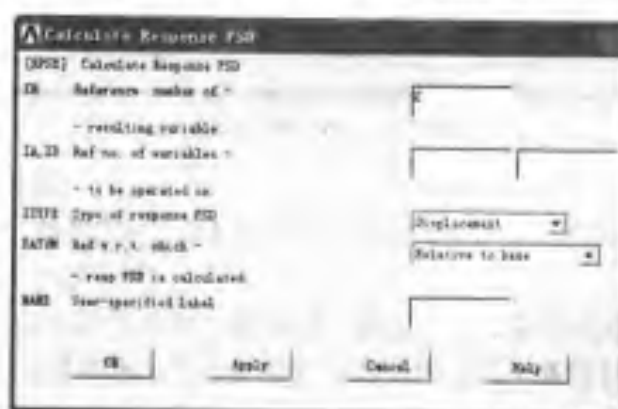 Calculate Response PSD
[RPSD] Calculate Response PSD
IR Reference number of -
- resulting variable
IA,IB Ref no. of variables -
- to be operated on
ITYPE Type of response PSD Displacement
DATUM Ref w.r.t. which - Relative to base
- resp PSD is calculated
NAME User-specified label
OK Apply Cancel Help